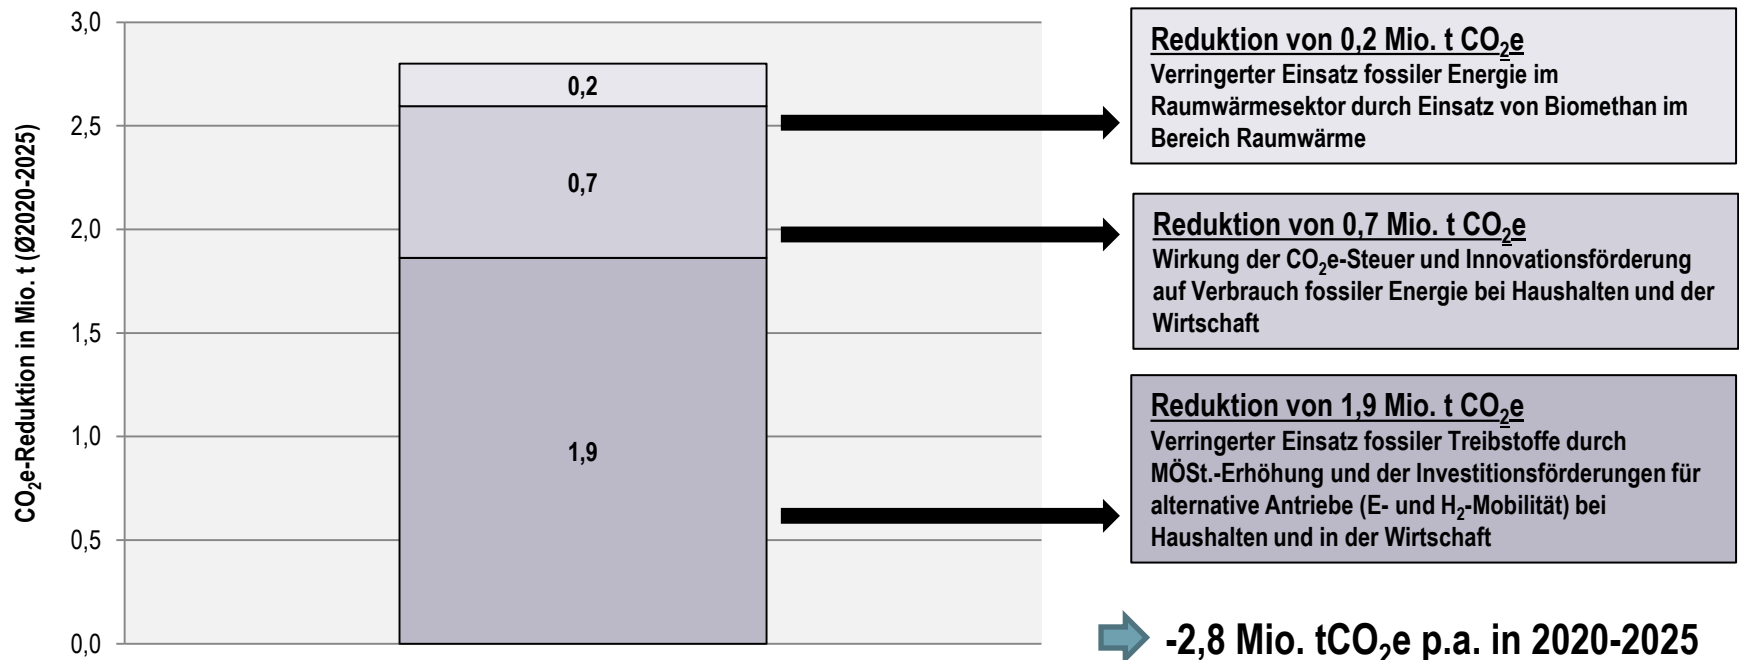 CO₂e-Reduktion in Mio. t (Ø2020-2025)
3,0
2,5
2,0
1,5
1,0
0,5
0,0
0,2
0,7
1,9
Reduktion von 0,2 Mio. t CO₂e
Verringerter Einsatz fossiler Energie im
Raumwärmesektor durch Einsatz von Biomethan im
Bereich Raumwärme
Reduktion von 0,7 Mio. t CO₂e
Wirkung der CO₂e-Steuer und Innovationsförderung
auf Verbrauch fossiler Energie bei Haushalten und der
Wirtschaft
Reduktion von 1,9 Mio. t CO₂e
Verringerter Einsatz fossiler Treibstoffe durch
MÖSt.-Erhöhung und der Investitionsförderungen für
alternative Antriebe (E- und H₂-Mobilität) bei
Haushalten und in der Wirtschaft
-2,8 Mio. tCO₂e p.a. in 2020-2025